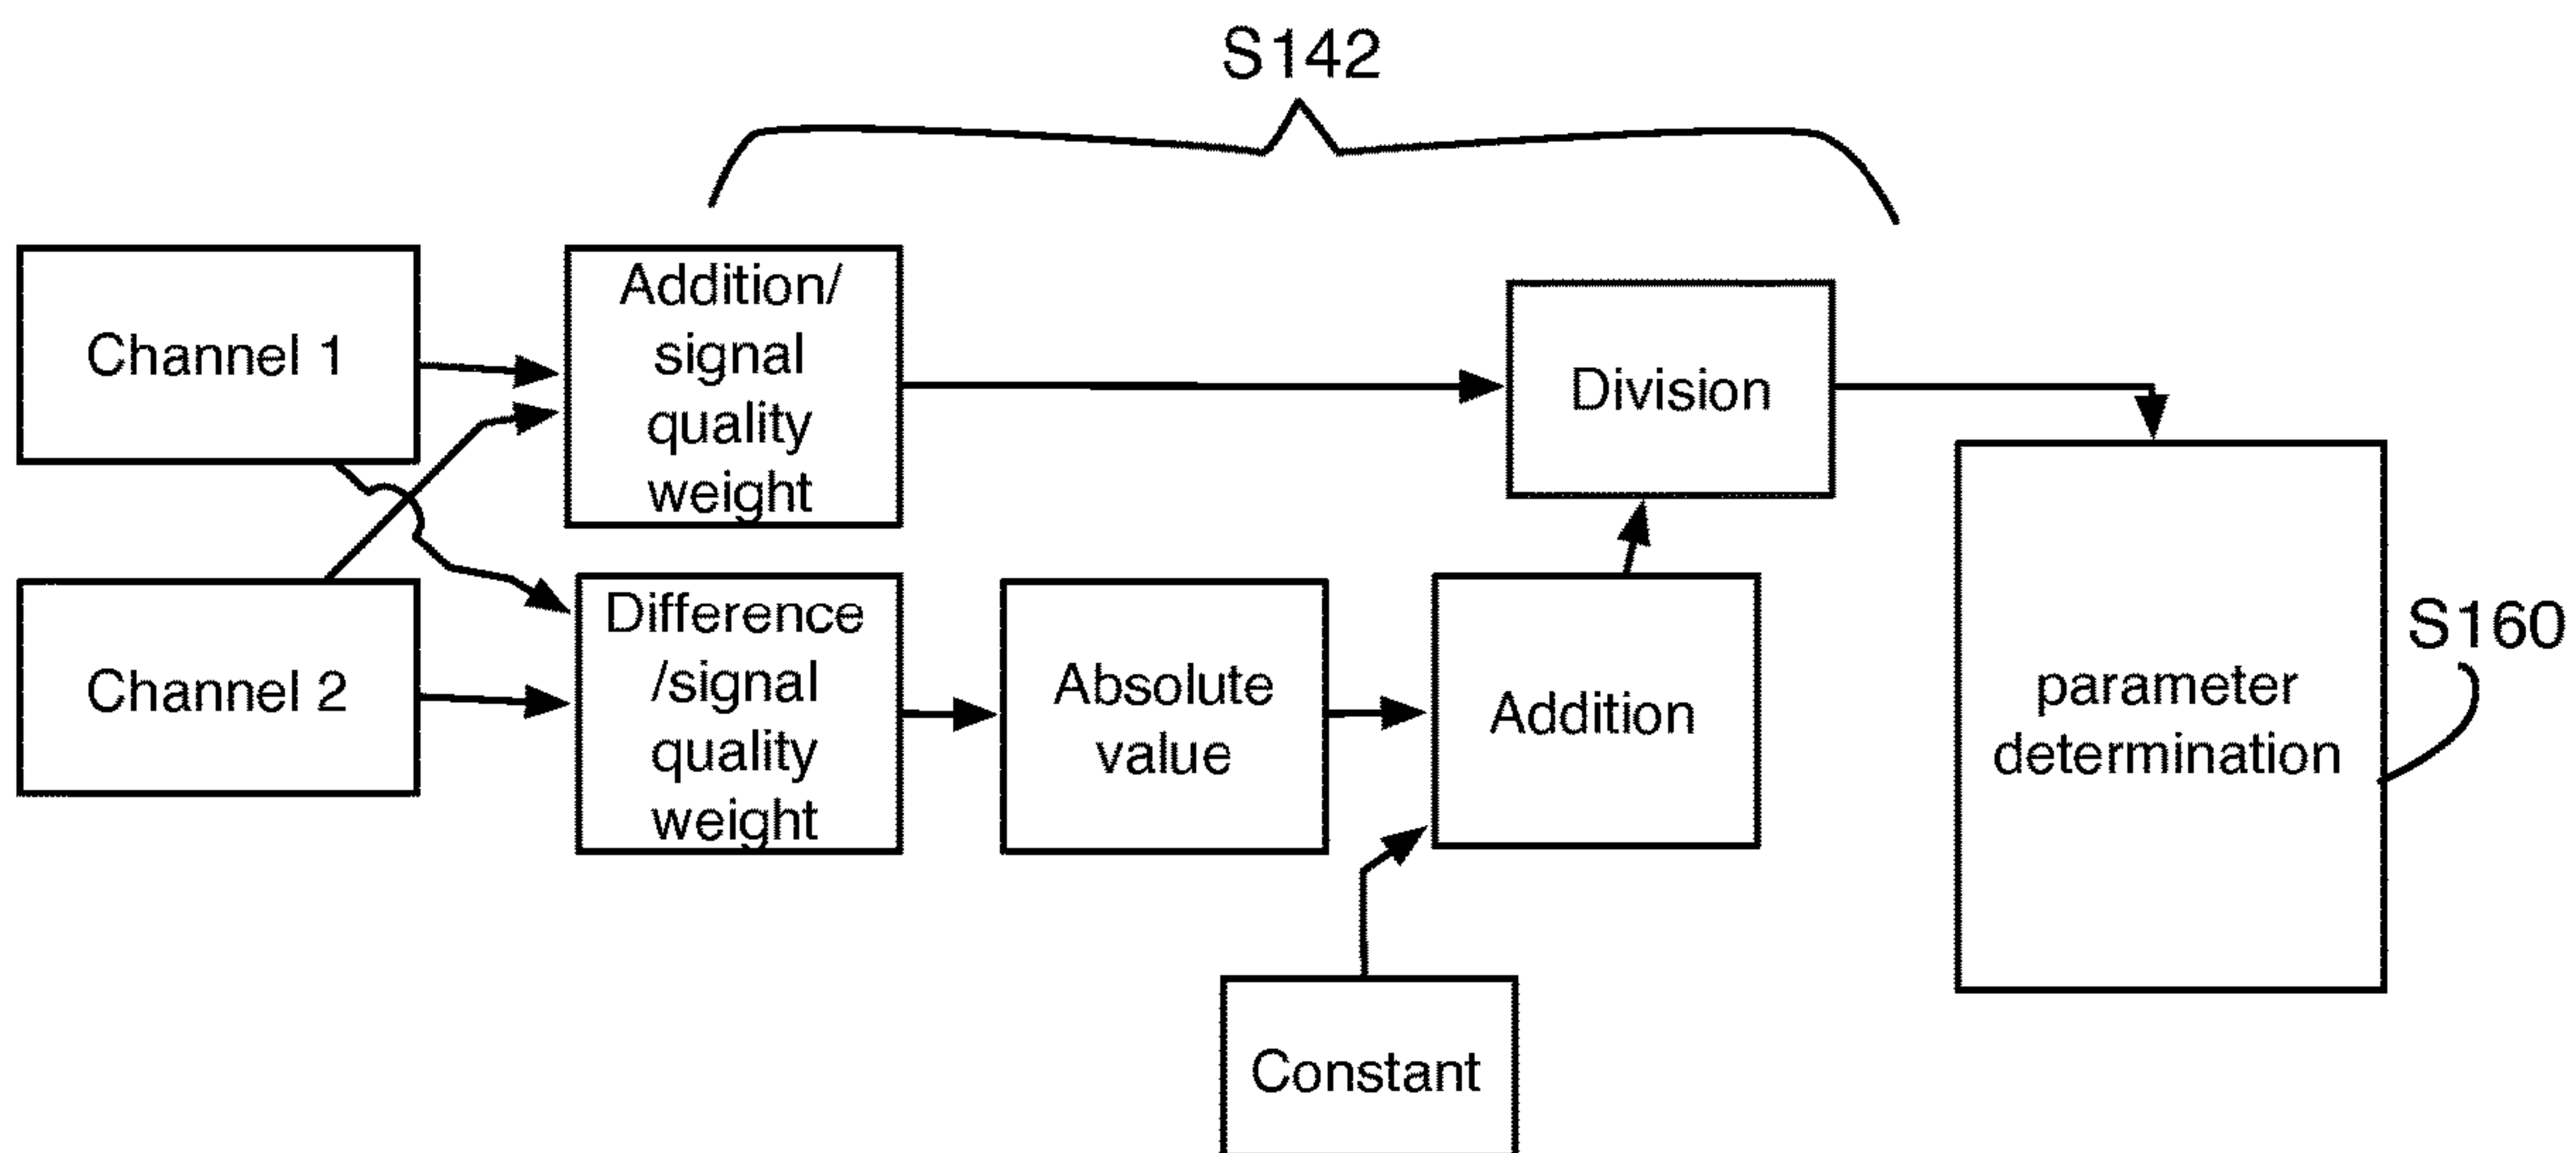 S142
Channel 1
Addition/
signal
quality
weight
Division
Channel 2
Difference
/signal
quality
weight
Absolute
value
Addition
parameter
determination
S160
Constant